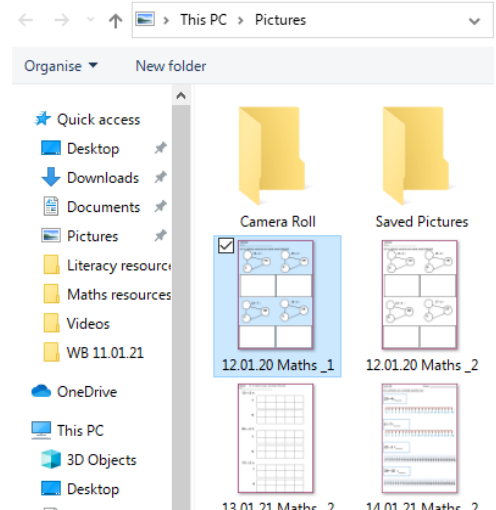 This PC > Pictures
Organise New folder
Quick access
Desktop
Downloads
Documents
Pictures
Literacy resourc
Maths resources
Videos
WB 11.01.21
OneDrive
This PC
3D Objects
Desktop
Camera Roll
Saved Pictures
12.01.20 Maths _1
12.01.20 Maths _2
13.01.21 Maths _2
14.01.21 Maths _2